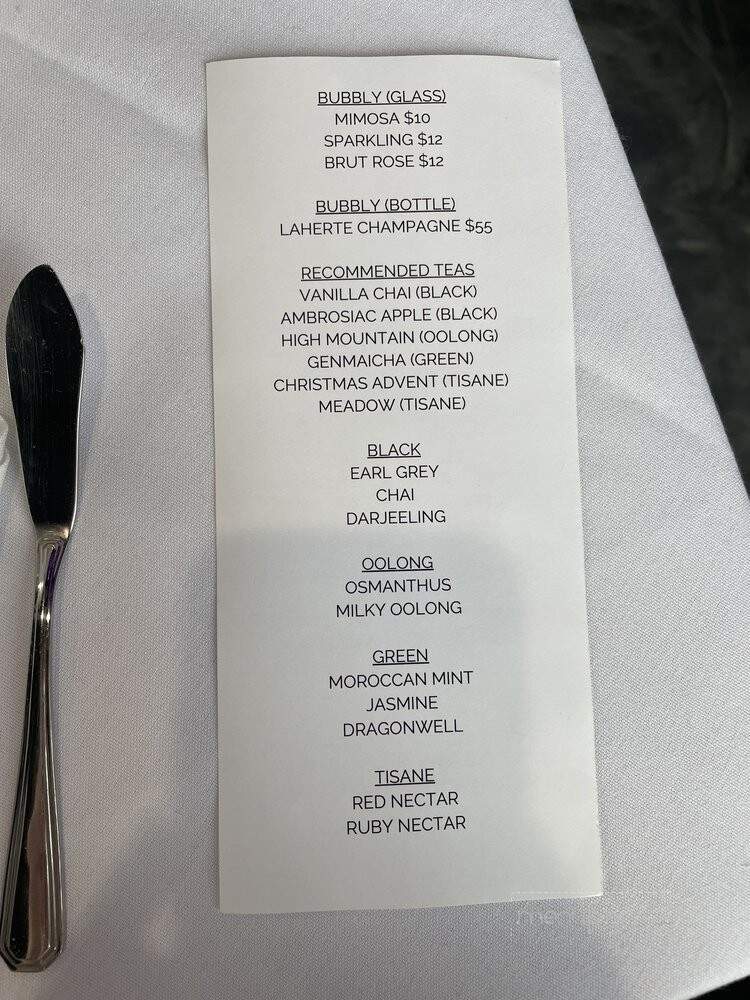 BUBBLY (GLASS)
MIMOSA $10
SPARKLING $12
BRUT ROSE $12
BUBBLY (BOTTLE)
LAHERTE CHAMPAGNE $55
RECOMMENDED TEAS
VANILLA CHAI (BLACK)
AMBROSIAC APPLE (BLACK)
HIGH MOUNTAIN (OOLONG)
GENMAICHA (GREEN)
CHRISTMAS ADVENT (TISANE)
MEADOW (TISANE)
BLACK
EARL GREY
CHAI
DARJEELING
OOLONG
OSMANTHUS
MILKY OOLONG
GREEN
MOROCCAN MINT
JASMINE
DRAGONWELL
TISANE
RED NECTAR
RUBY NECTAR